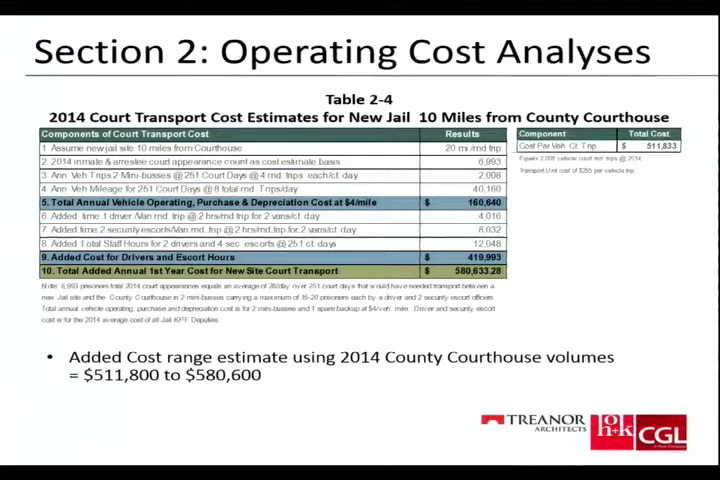 Section 2: Operating Cost Analyses
Table 2-4
2014 Court Transport Cost Estimates for New Jail 10 Miles from County Courthouse
Components of Court Transport Cost Results
1 Assume new jail site 10 miles from Courthouse 20 mi /rnd trip
2. 2014 inmate & arrestee court appearance count as cost estimate basis 6,993
3. Ann Veh Trips 2 Mini-busses @ 251 Court Days @ 4 rnd. trips each/ct. day 2,008
4. Ann Veh Mileage for 251 Court Days @ 8 total rnd. Trips/day 40,160
5. Total Annual Vehicle Operating, Purchase & Depreciation Cost at $4/mile $ 160,640
6. Added time 1 driver /Van rnd. trip @ 2 hrs/rnd trip for 2 vans/ct. day 4,016
7. Added time 2 security escorts/Van rnd. trip @ 2 hrs./rnd trip for 2 vans/ct. day 8,032
8. Added Total Staff Hours for 2 drivers and 4 sec. escorts @ 251 ct. days 12,048
9. Added Cost for Drivers and Escort Hours $ 419,993
10. Total Added Annual 1st Year Cost for New Site Court Transport $ 580,633.28
Component Total Cost
Cost Per Veh. Ct. Trip $ 511,833
Equals 2,008 vehicle court rnd. trips @ 2014
Transport Unit cost of $255 per vehicle trip
Note: 6,993 prisoners total 2014 court appearances equals an average of 28/day over 251 court days that would have needed transport between a
new Jail site and the County Courthouse in 2 mini-busses carrying a maximum of 15-20 prisoners each by a driver and 2 security escort officers.
Total annual vehicle operating, purchase and depreciation cost is for 2 mini-busses and 1 spare backup at $4/veh. mile. Driver and security escort
cost is for the 2014 average cost of all Jail KPF Deputies.
• Added Cost range estimate using 2014 County Courthouse volumes
= $511,800 to $580,600
TREANOR
ARCHITECTS
h+k
CGL